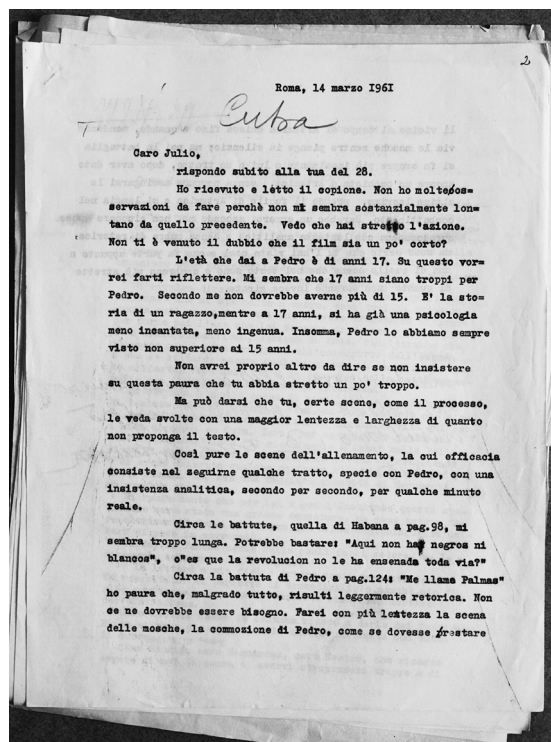 2
Roma, 14 marzo I96I
Cuba
Caro Julio,
rispondo subito alla tua del 28.
Ho ricevuto e letto il copione. Non ho molte os=
servazioni da fare perchè non mi sembra sostanzialmente lon=
tano da quello precedente. Vedo che hai stretto l'azione.
Non ti è venuto il dubbio che il film sia un po' corto?
L'età che dai a Pedro è di anni 17. Su questo vor=
rei farti riflettere. Mi sembra che 17 anni siano troppi per
Pedro. Secondo me non dovrebbe averne più di 15. E' la sto=
ria di un ragazzo,mentre a 17 anni, si ha già una psicologia
meno incantata, meno ingenua. Insomma, Pedro lo abbiamo sempre
visto non superiore ai 15 anni.
Non avrei proprio altro da dire se non insistere
su questa paura che tu abbia stretto un po' troppo.
Ma può darsi che tu, certe scene, come il processo,
le veda svolte con una maggior lentezza e larghezza di quanto
non proponga il testo.
Così pure le scene dell'allenamento, la cui efficacia
consiste nel seguirne qualche tratto, specie con Pedro, con una
insistenza analitica, secondo per secondo, per qualche minuto
reale.
Circa le battute, quella di Habana a pag.98, mi
sembra troppo lunga. Potrebbe bastare: "Aqui non hay negros ni
blancos", o"es que la revolucion no le ha ensenada toda via?"
Circa la battuta di Pedro a pag.124: "Me llama Palmas"
ho paura che, malgrado tutto, risulti leggermente retorica. Non
ce ne dovrebbe essere bisogno. Farei con più lentezza la scena
delle mosche, la commozione di Pedro, come se dovesse prestare